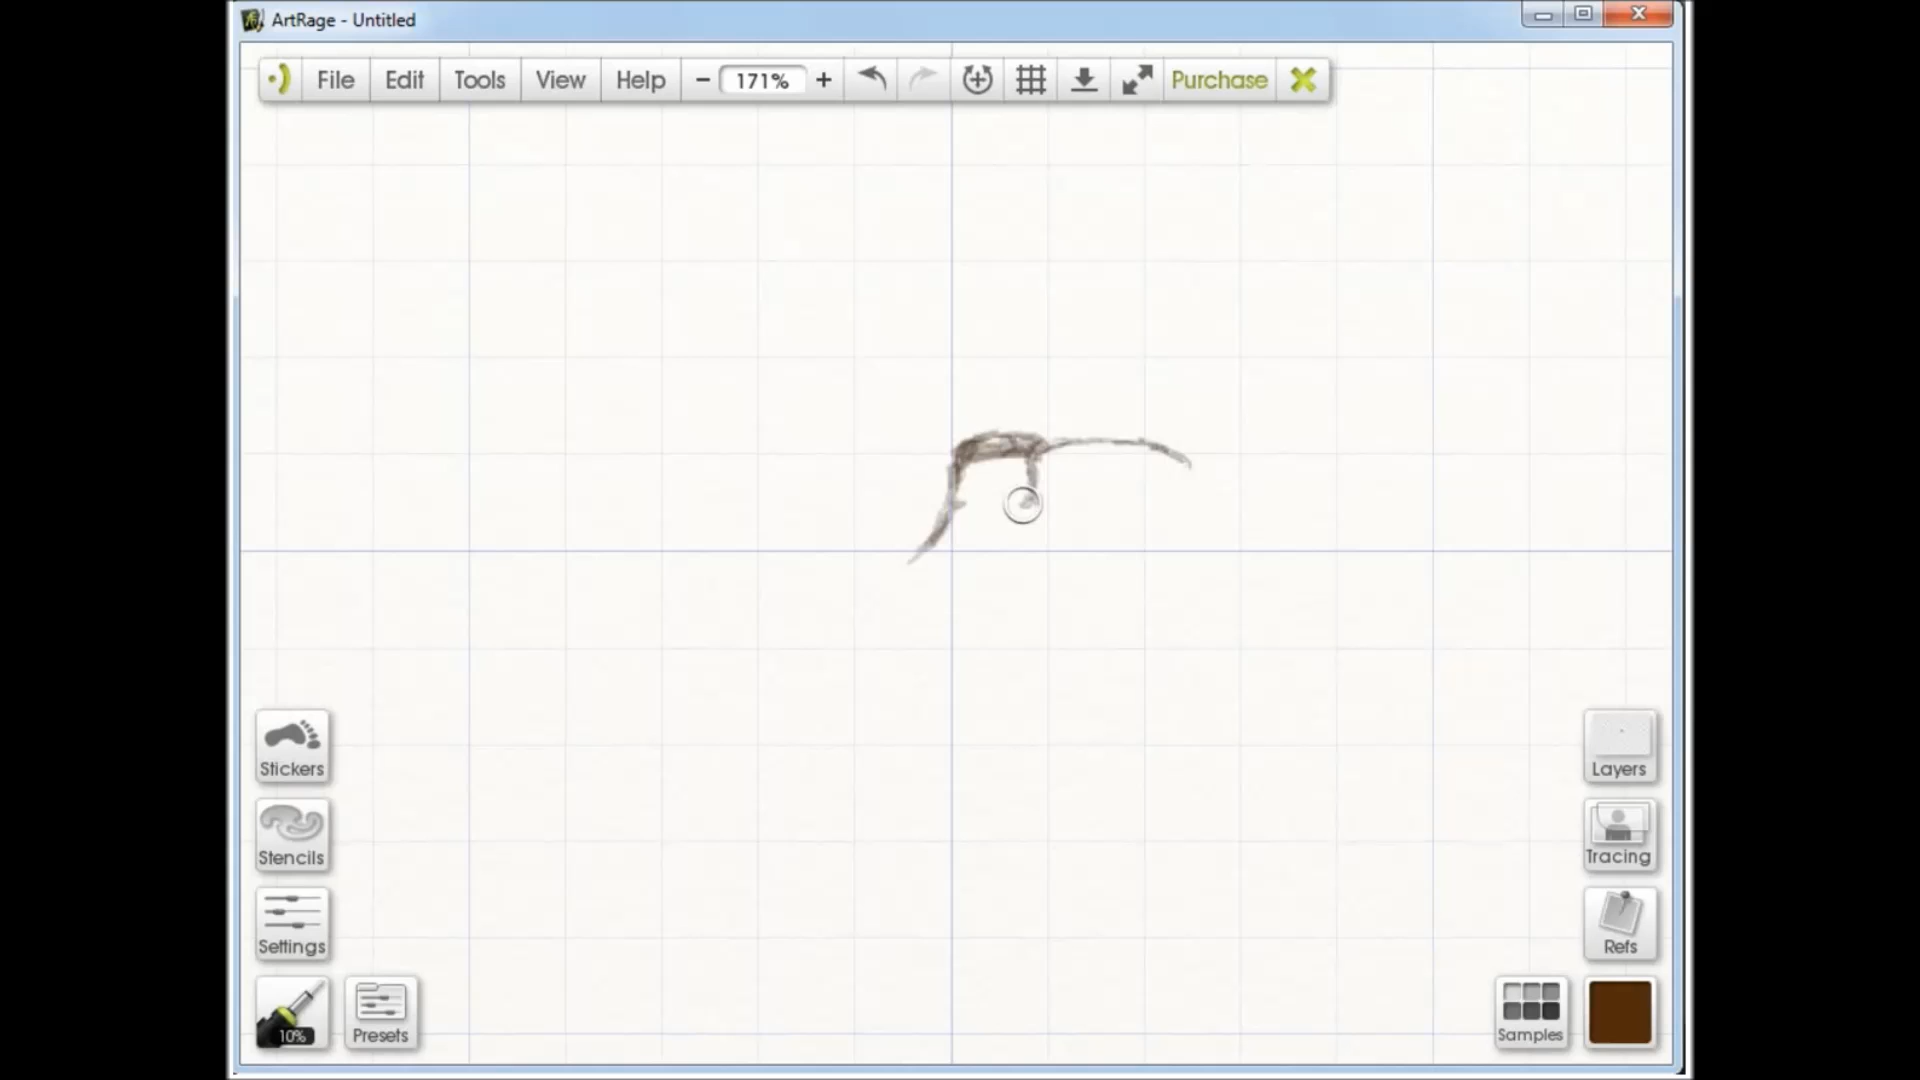 ArtRage - Untitled
File Edit Tools View Help - 171% + Purchase
Stickers
Stencils
Settings
10%
Presets
Layers
Tracing
Refs
Samples